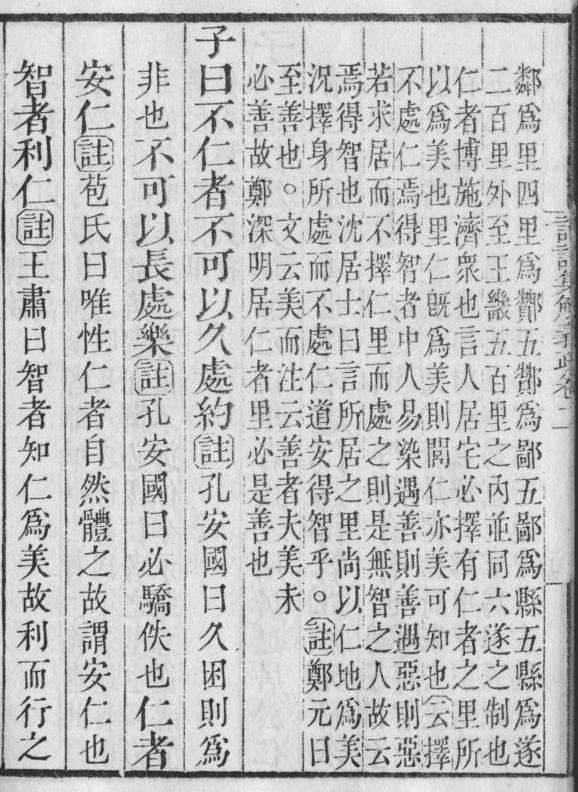 鄰爲里四里爲酇五酇爲鄙五鄙爲縣五縣爲遂
二百里外至王畿五百里之內並同六遂之制也
仁者博施濟衆也言人居宅必擇有仁者之里所
以爲美也里仁旣爲美則閭仁亦美可知也云擇
不處仁焉得智者中人易染遇善則善遇惡則惡
若求居而不擇仁里而處之則是無智之人故云
焉得智也沈居士曰言所居之里尚以仁地爲美
況擇身所處而不處仁道安得智乎。註鄭元曰
至善也。文云美而注云善者夫美未
必善故鄭深明居仁者里必是善也
子曰不仁者不可以久處約註孔安國曰久困則爲
非也不可以長處樂註孔安國曰必驕佚也仁者
安仁註苞氏曰唯性仁者自然體之故謂安仁也
智者利仁註王肅曰智者知仁爲美故利而行之